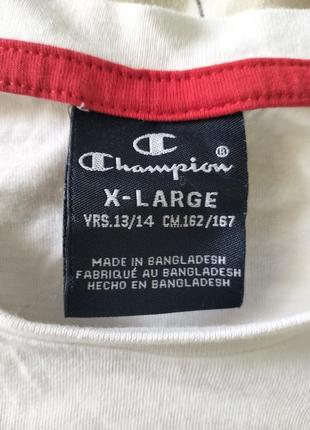 Champion®
X-LARGE
YRS.13/14 CM.162/167
MADE IN BANGLADESH
FABRIQUÉ AU BANGLADESH
HECHO EN BANGLADESH